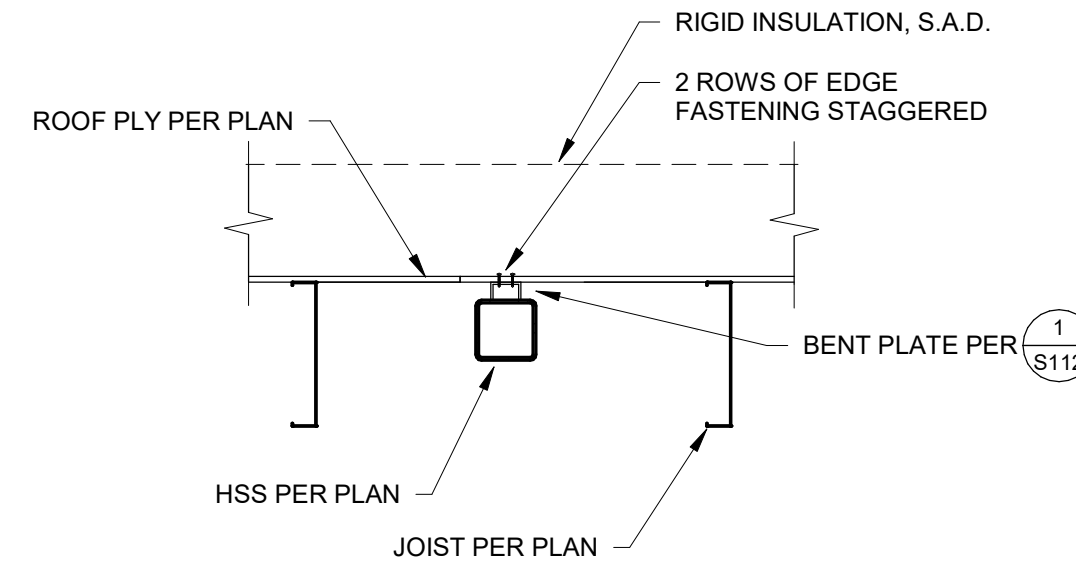 RIGID INSULATION, S.A.D.
2 ROWS OF EDGE
FASTENING STAGGERED
ROOF PLY PER PLAN
BENT PLATE PER
1
S112
HSS PER PLAN
JOIST PER PLAN